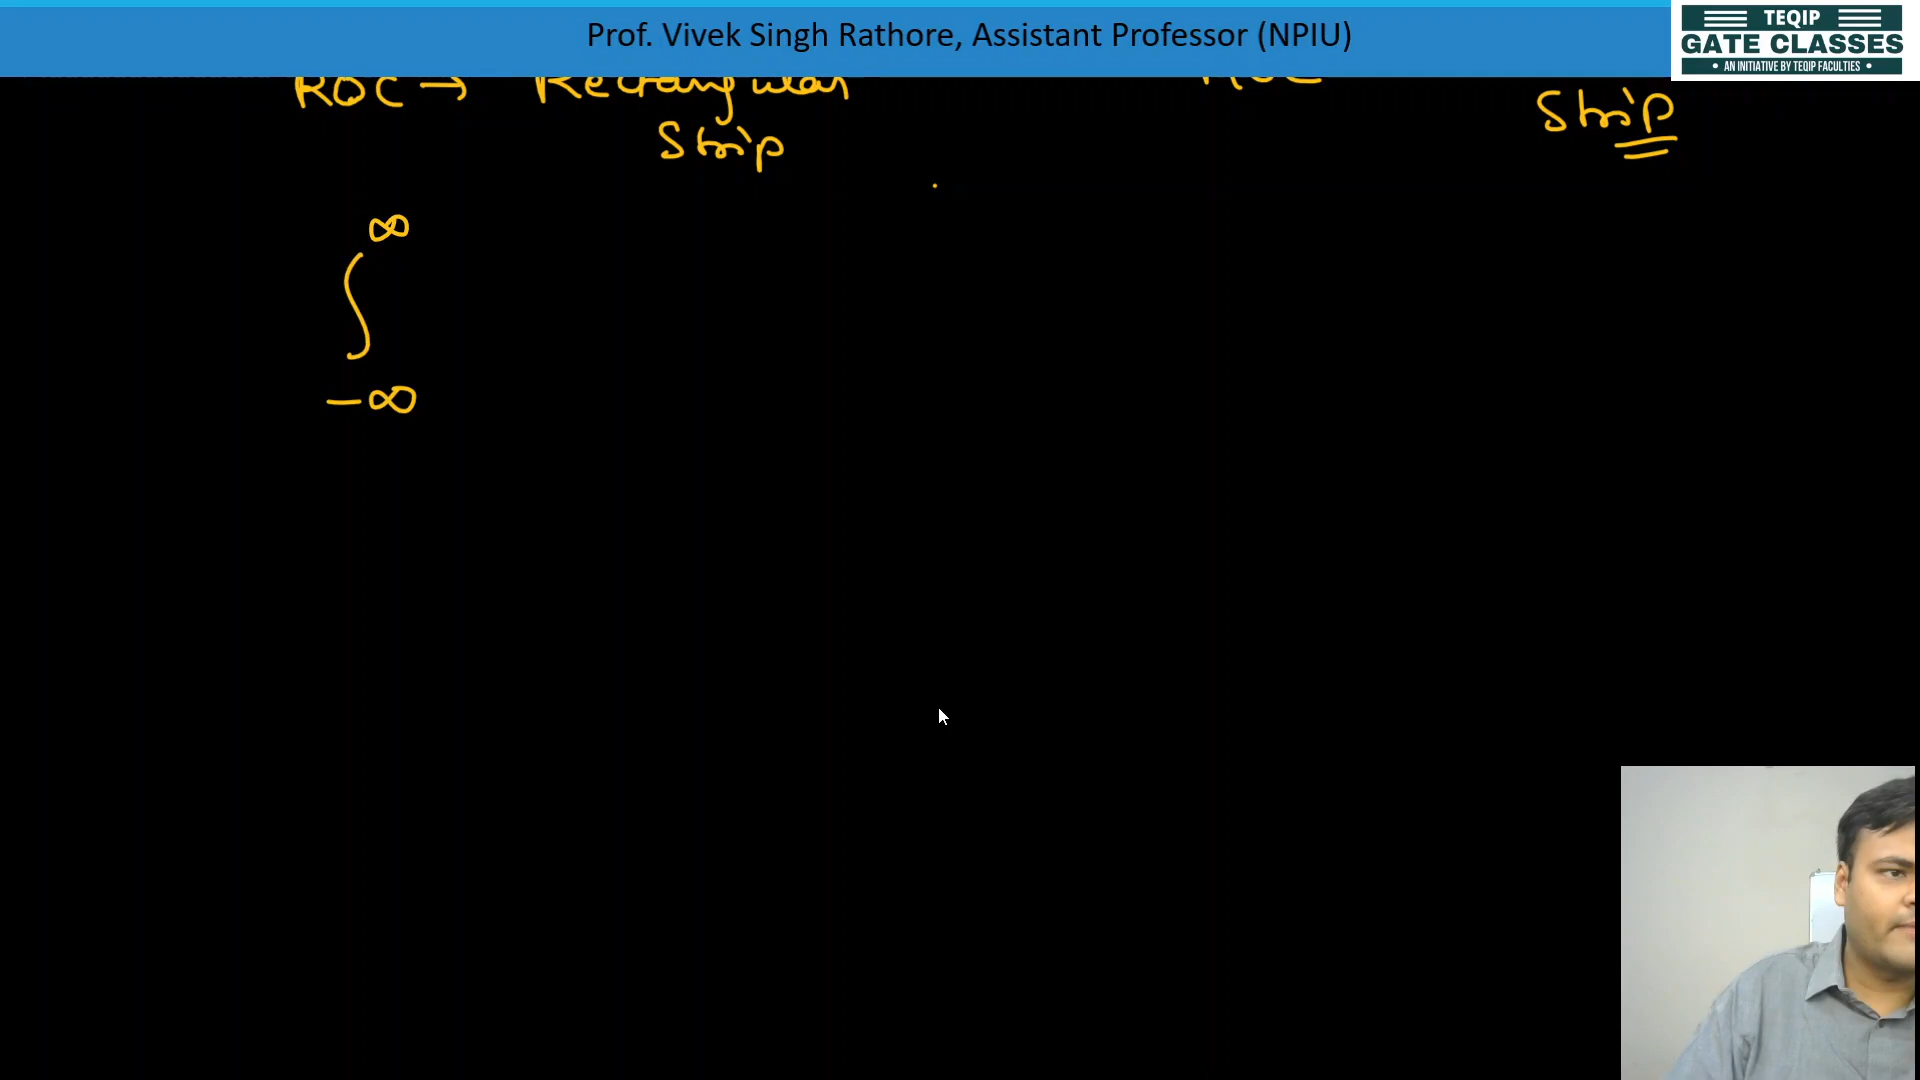 Prof. Vivek Singh Rathore, Assistant Professor (NPIU)
TEQIP
GATE CLASSES
• AN INITIATIVE BY TEQIP FACULTIES •
ROC → Rectangular
Strip
ROC
Strip
∞
∫
-∞